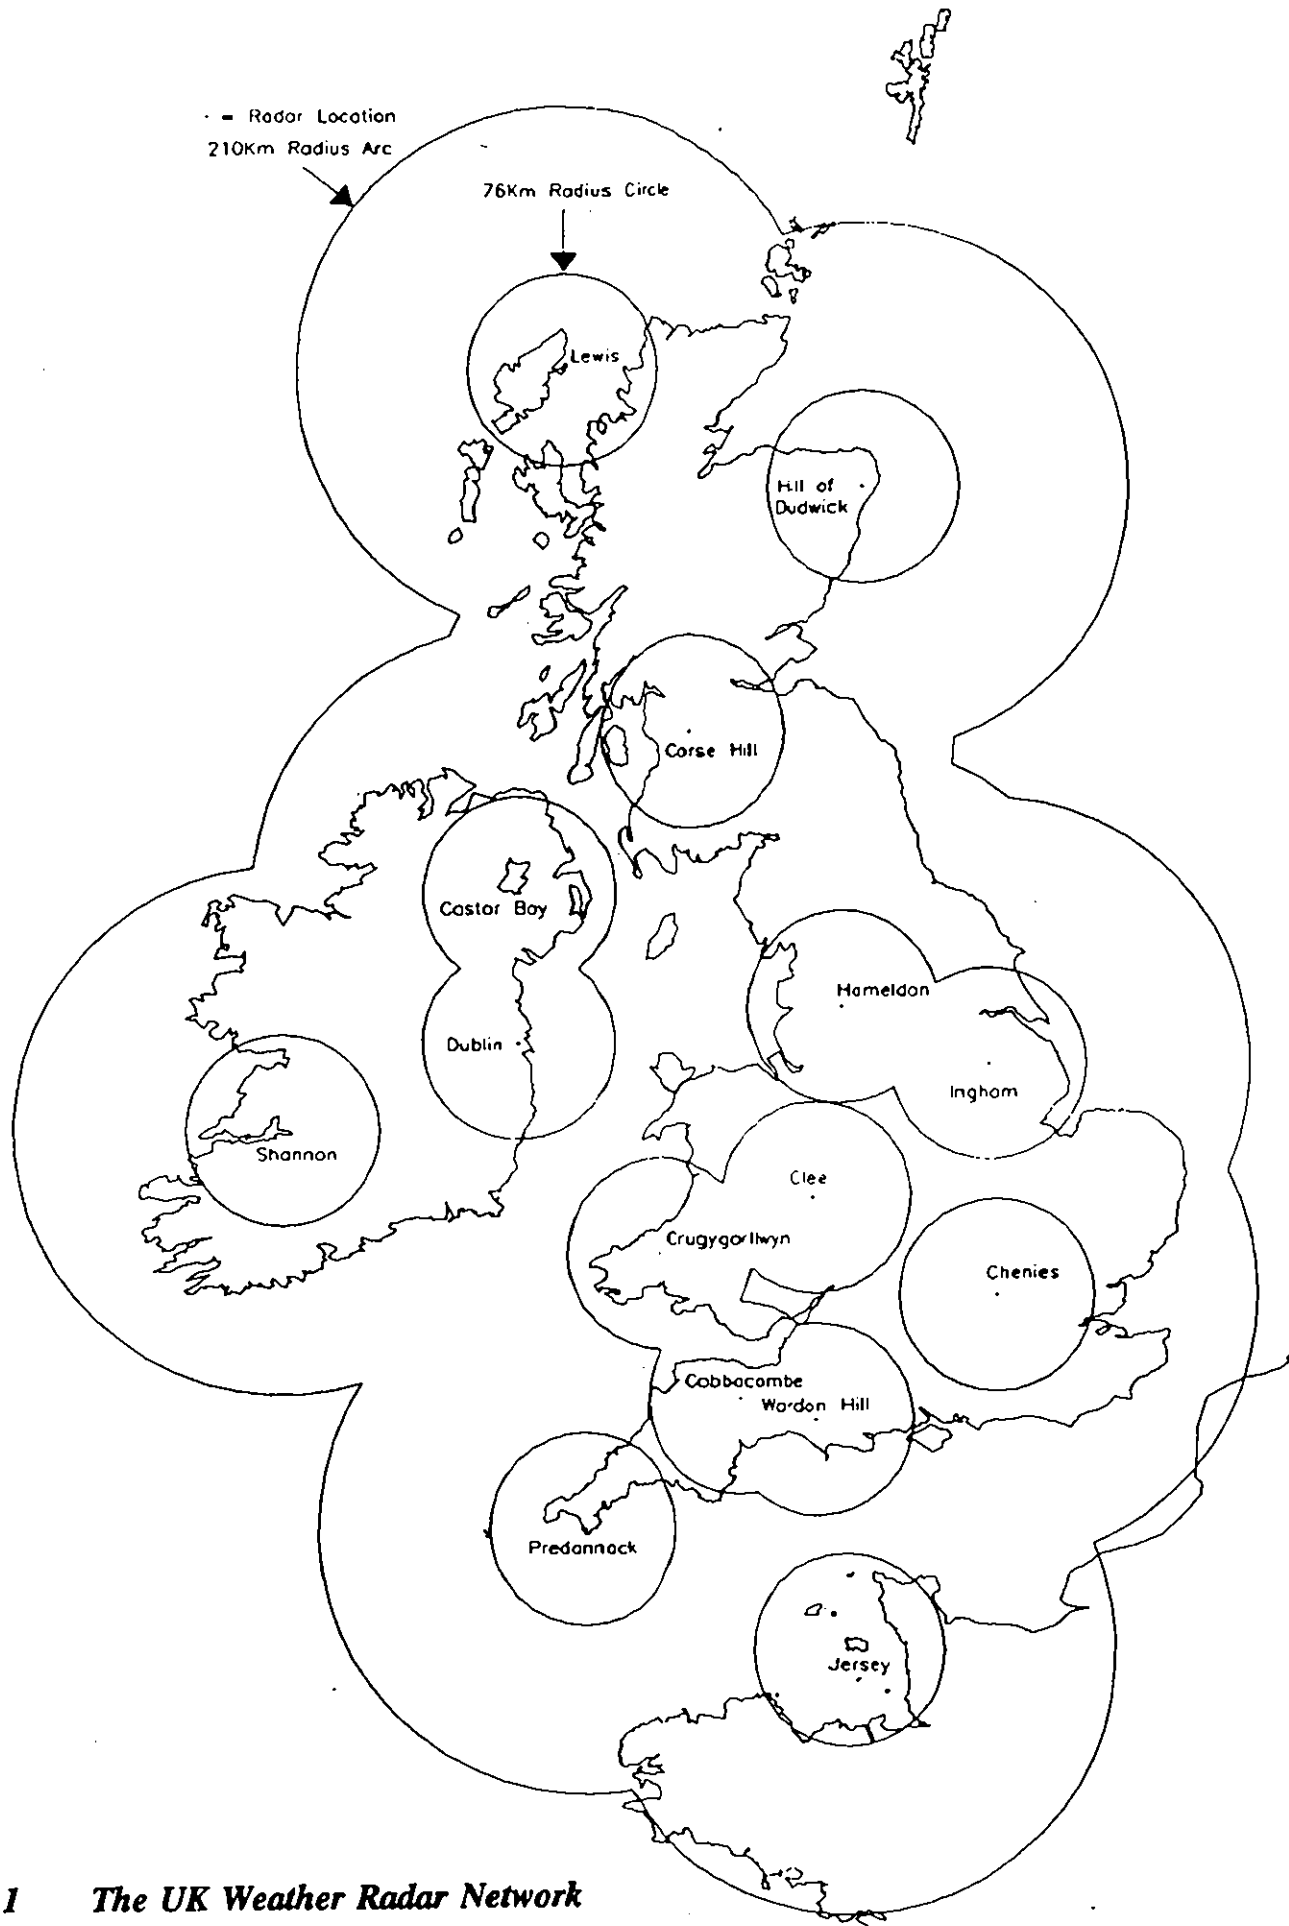 · = Radar Location
210Km Radius Arc
76Km Radius Circle
Lewis
Hill of
Dudwick
Corse Hill
Castor Bay
Hameldon
Dublin
Ingham
Shannon
Clee
Crugygorllwyn
Chenies
Cobbacombe
Wardon Hill
Predannack
Jersey
1 The UK Weather Radar Network